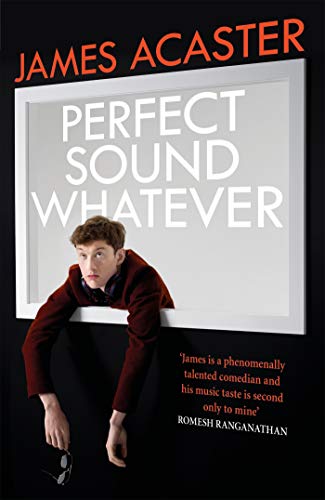 JAMES ACASTER
PERFECT
SOUND
WHATEVER
‘James is a phenomenally
talented comedian and
his music taste is second
only to mine’
ROMESH RANGANATHAN